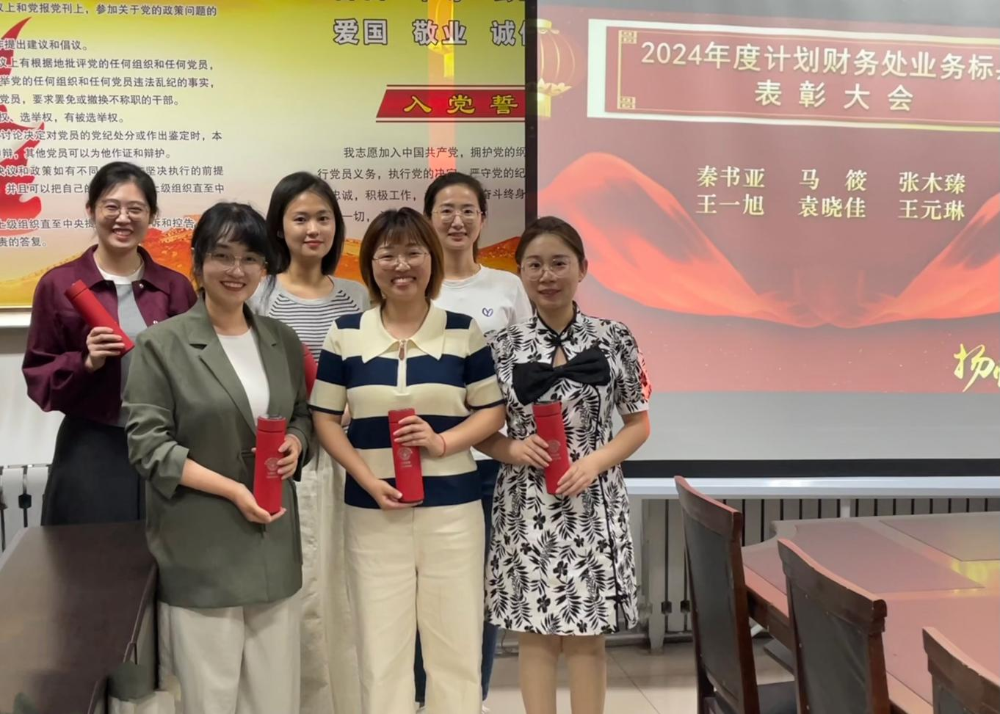 议上和党报党刊上，参加关于党的政策问题的
作提出建议和倡议。
议上有根据地批评党的任何组织和任何党员，
举党的任何组织和任何党员违法乱纪的事实，
党员，要求罢免或撤换不称职的干部。
权、选举权，有被选举权。
讨论决定对党员的党纪处分或作出鉴定时，本
申辩，其他党员可以为他作证和辩护。
决议和政策如有不同 坚决执行的前提
，并且可以把自己的 上级组织直至中
上级组织直至中央提 诉和控告
责的答复。
爱国 敬业 诚信
入党誓
我志愿加入中国共产党，拥护党的纲
行党员义务，执行党的决定，严守党的纪
忠诚，积极工作， 奋斗终身
一切，
2024年度计划财务处业务标兵
表彰大会
秦书亚 马筱 张木臻
王一旭 袁晓佳 王元琳
扬